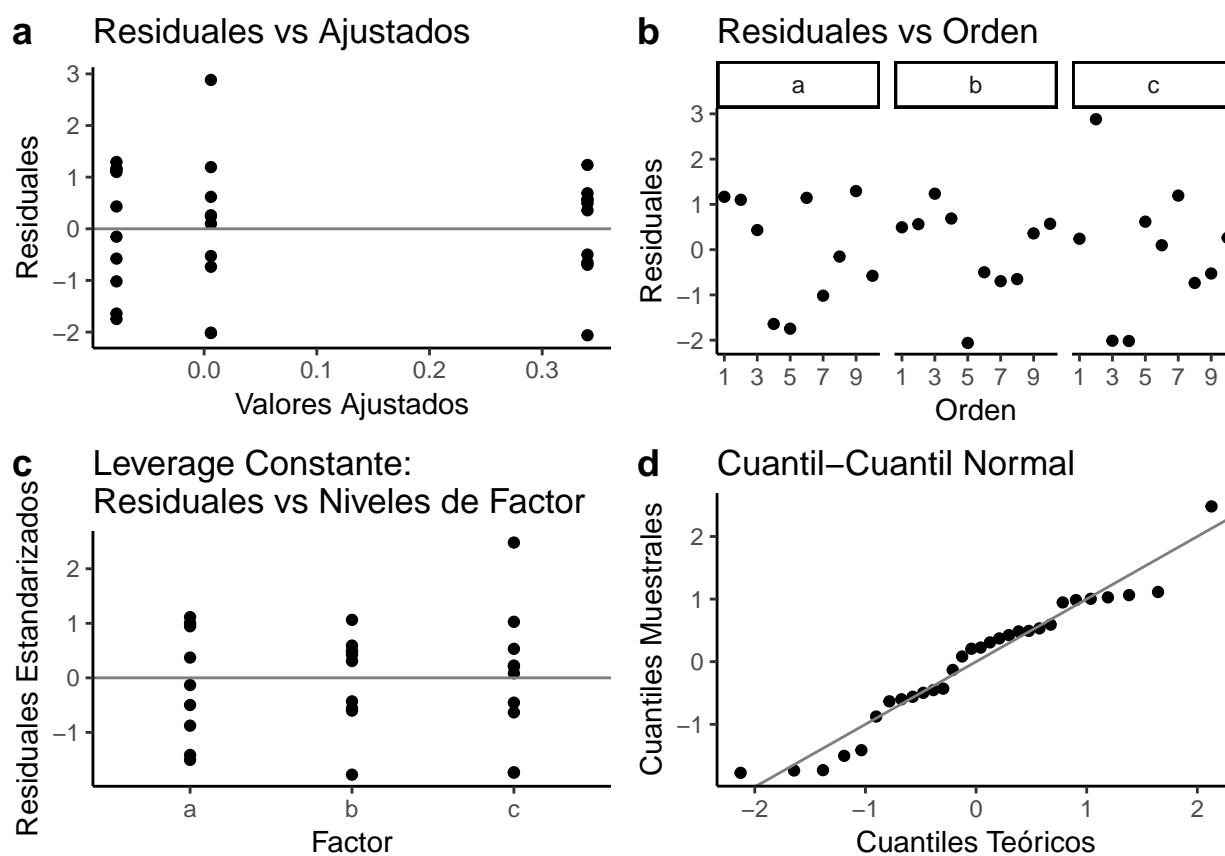 a Residuales vs Ajustados
3
2
1
0
−1
−2
Residuales
0.0 0.1 0.2 0.3
Valores Ajustados
b Residuales vs Orden
a b c
3
2
1
0
−1
−2
Residuales
1 3 5 7 9 1 3 5 7 9 1 3 5 7 9
Orden
c Leverage Constante:
Residuales vs Niveles de Factor
2
1
0
−1
Residuales Estandarizados
a b c
Factor
d Cuantil−Cuantil Normal
2
1
0
−1
Cuantiles Muestrales
−2 −1 0 1 2
Cuantiles Teóricos